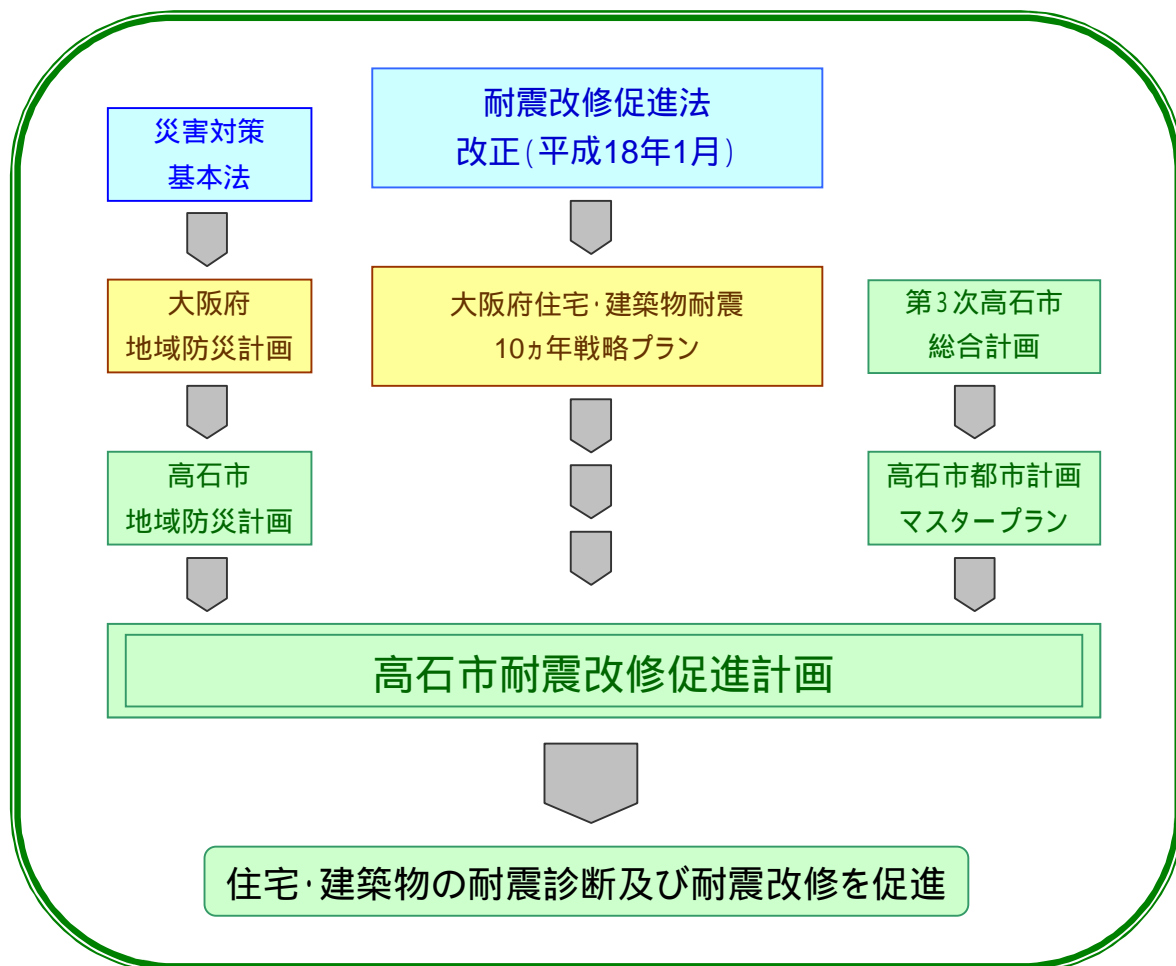 災害対策
基本法
耐震改修促進法
改正(平成18年1月)
大阪府
地域防災計画
大阪府住宅・建築物耐震
10ヵ年戦略プラン
第3次高石市
総合計画
高石市
地域防災計画
高石市都市計画
マスタープラン
高石市耐震改修促進計画
住宅・建築物の耐震診断及び耐震改修を促進